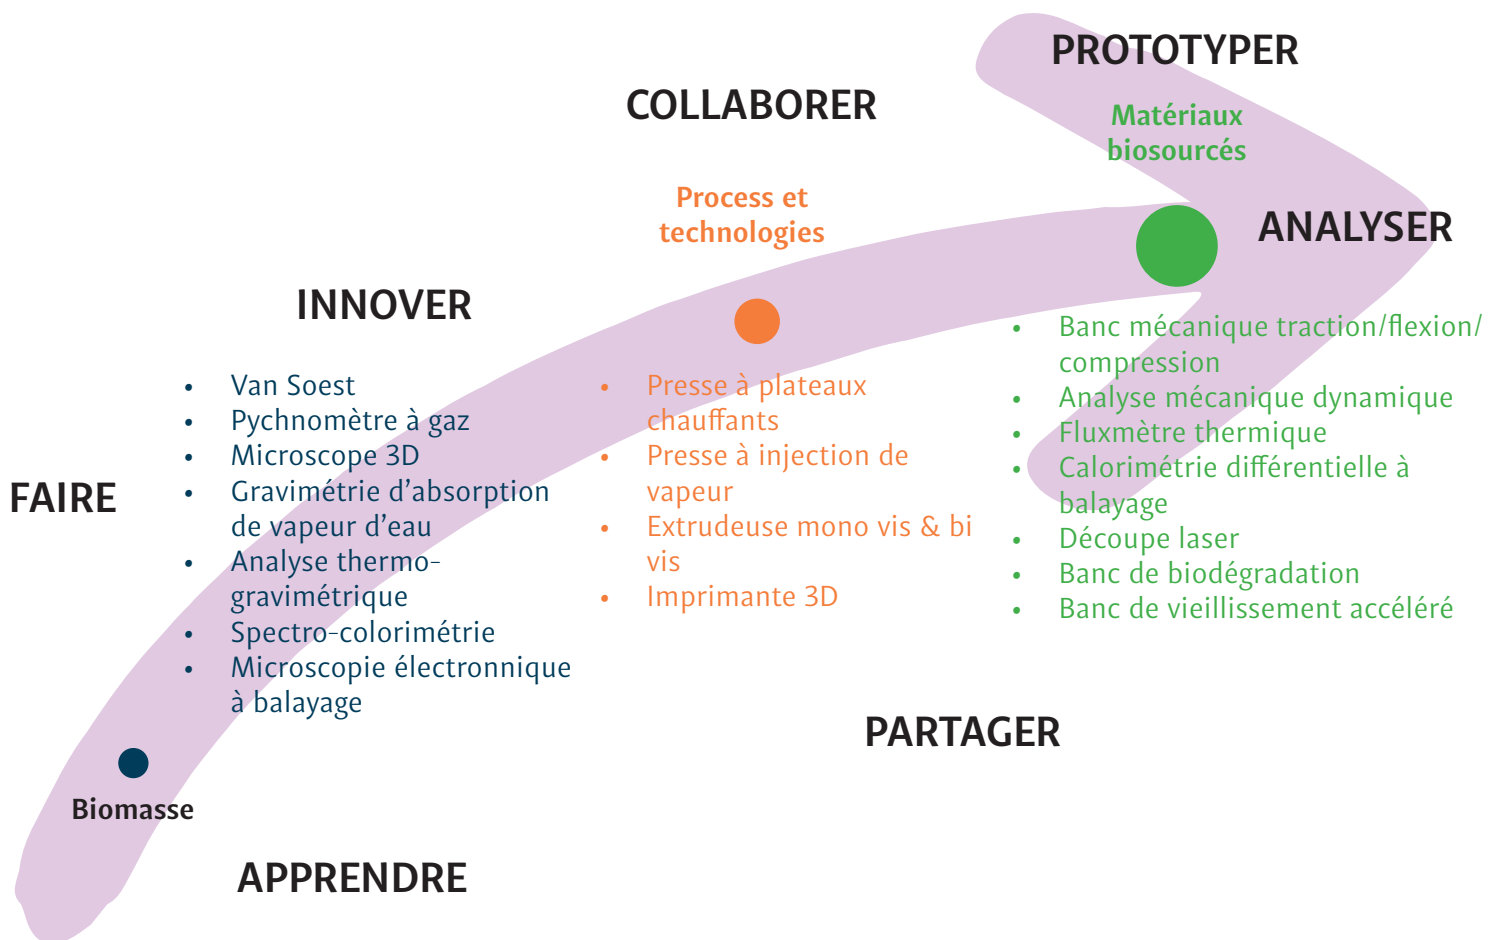 PROTOTYPER
COLLABORER
Matériaux
biosourcés
Process et
technologies
ANALYSER
INNOVER
• Van Soest
• Pychnomètre à gaz
• Microscope 3D
• Gravimétrie d’absorption
de vapeur d’eau
• Analyse thermo-
gravimétrique
• Spectro-colorimétrie
• Microscopie électronnique
à balayage
• Presse à plateaux
chauffants
• Presse à injection de
vapeur
• Extrudeuse mono vis & bi
vis
• Imprimante 3D
• Banc mécanique traction/flexion/
compression
• Analyse mécanique dynamique
• Fluxmètre thermique
• Calorimétrie différentielle à
balayage
• Découpe laser
• Banc de biodégradation
• Banc de vieillissement accéléré
FAIRE
PARTAGER
Biomasse
APPRENDRE